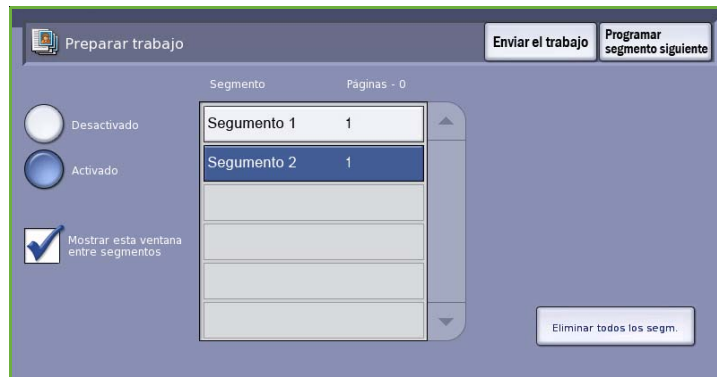 Preparar trabajo
Enviar el trabajo
Programar
segmento siguiente
Segmento Páginas - 0
Desactivado
Activado
Segumento 1 1
Segumento 2 1
Mostrar esta ventana
entre segmentos
Eliminar todos los segm.